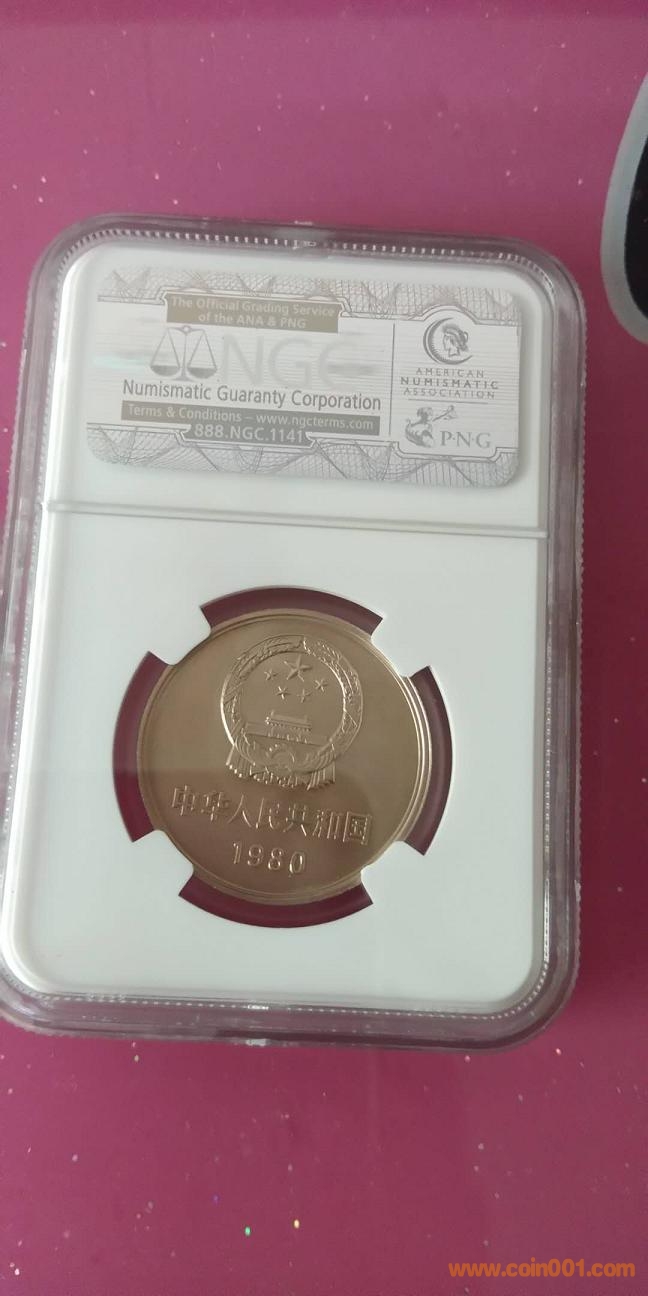 The Official Grading Service
of the ANA & PNG
NGC
Numismatic Guaranty Corporation
Terms & Conditions – www.ngcterms.com
888.NGC.1141
AMERICAN
NUMISMATIC
ASSOCIATION
P·N·G
中华人民共和国
1980
www.coin001.com